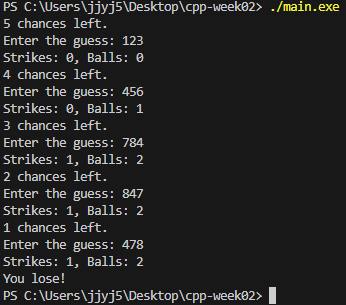 PS C:\Users\jjyj5\Desktop\cpp-week02> ./main.exe
5 chances left.
Enter the guess: 123
Strikes: 0, Balls: 0
4 chances left.
Enter the guess: 456
Strikes: 0, Balls: 1
3 chances left.
Enter the guess: 784
Strikes: 1, Balls: 2
2 chances left.
Enter the guess: 847
Strikes: 1, Balls: 2
1 chances left.
Enter the guess: 478
Strikes: 1, Balls: 2
You lose!
PS C:\Users\jjyj5\Desktop\cpp-week02>